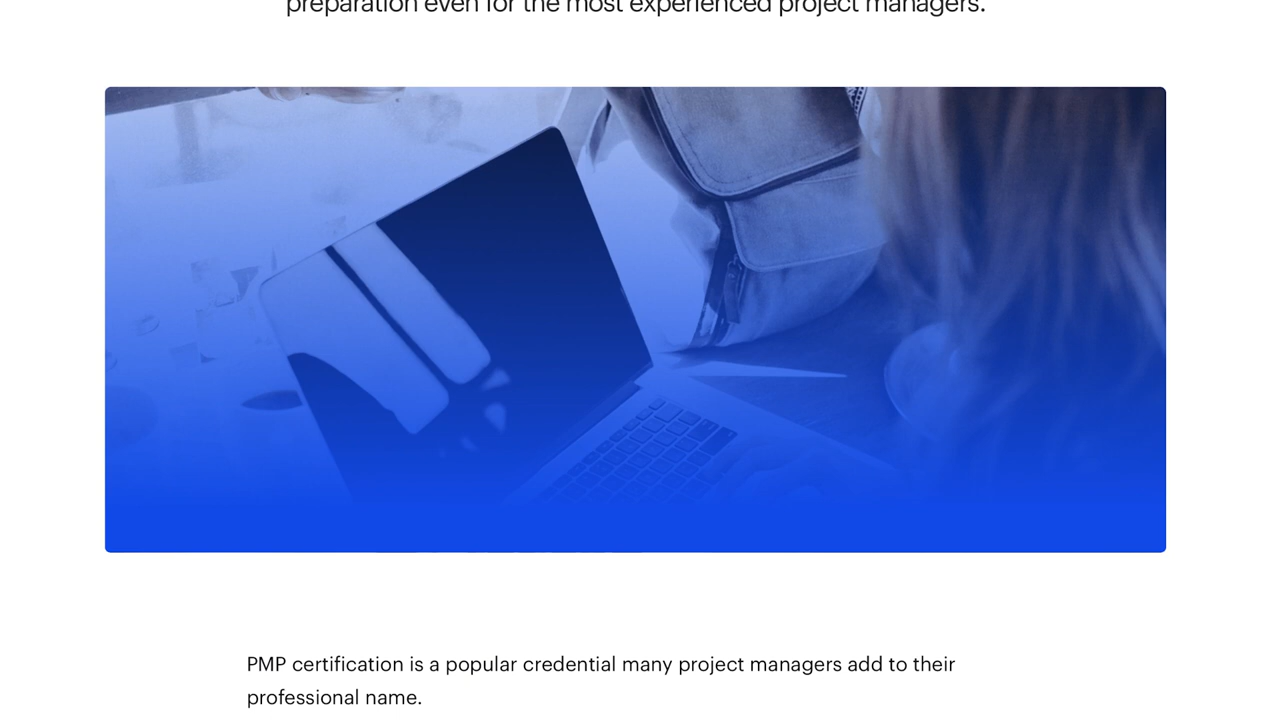 preparation even for the most experienced project managers.
PMP certification is a popular credential many project managers add to their
professional name.